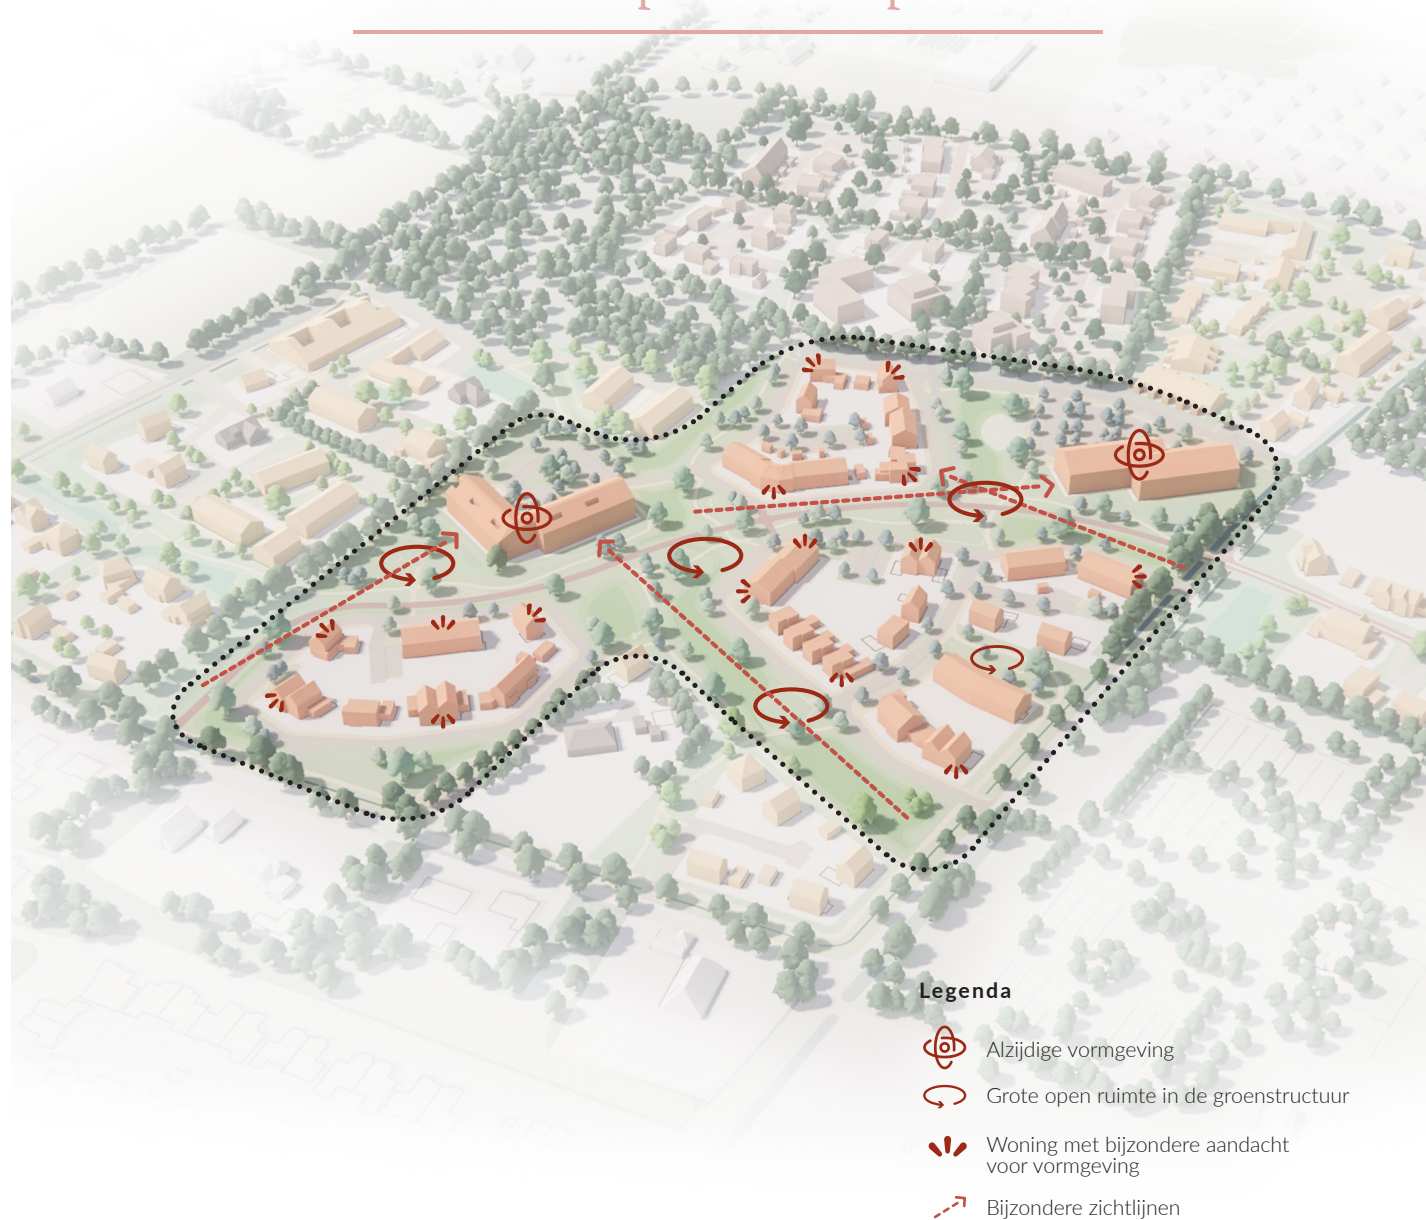 Legenda
Alzijdige vormgeving
Grote open ruimte in de groenstructuur
Woning met bijzondere aandacht
voor vormgeving
Bijzondere zichtlijnen